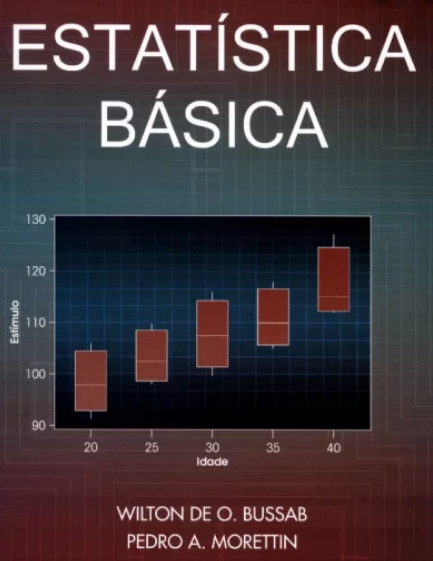 ESTATÍSTICA
BÁSICA
130
120
110
100
90
Estímulo
20 25 30 35 40
Idade
WILTON DE O. BUSSAB
PEDRO A. MORETTIN